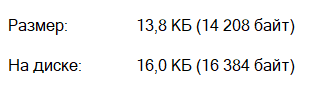 Размер: 13,8 КБ (14 208 байт)
На диске: 16,0 КБ (16 384 байт)